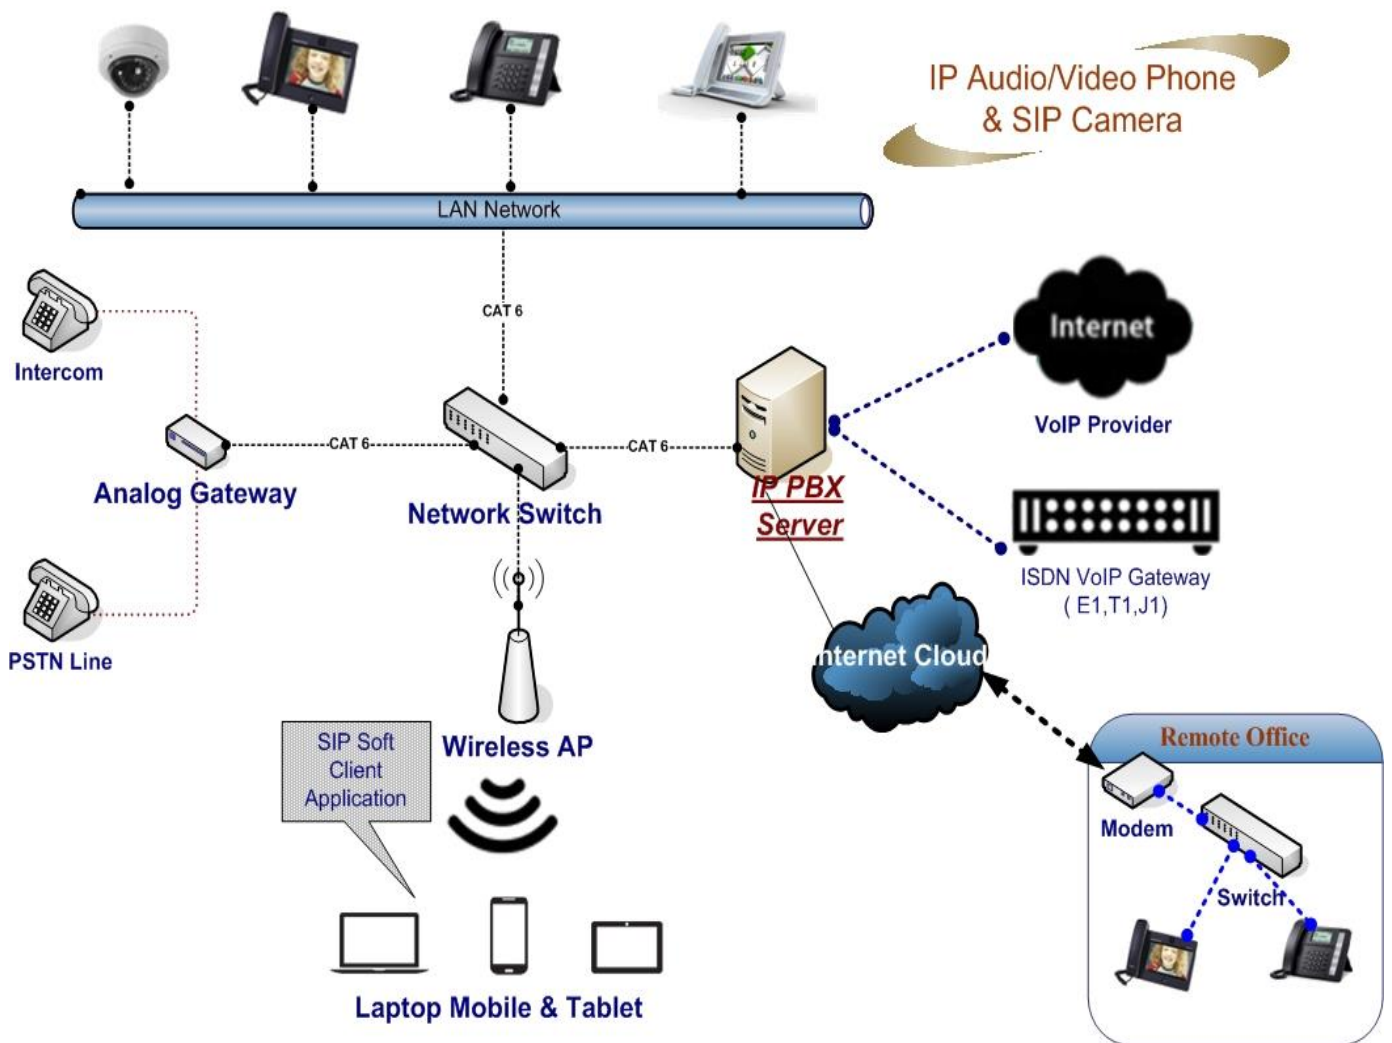 IP Audio/Video Phone
& SIP Camera
LAN Network
CAT 6
Internet
Intercom
VoIP Provider
CAT 6
CAT 6
Analog Gateway
Network Switch
IP PBX
Server
ISDN VoIP Gateway
( E1,T1,J1)
PSTN Line
Internet Cloud
SIP Soft
Client
Application
Wireless AP
Remote Office
Modem
Switch
Laptop Mobile & Tablet